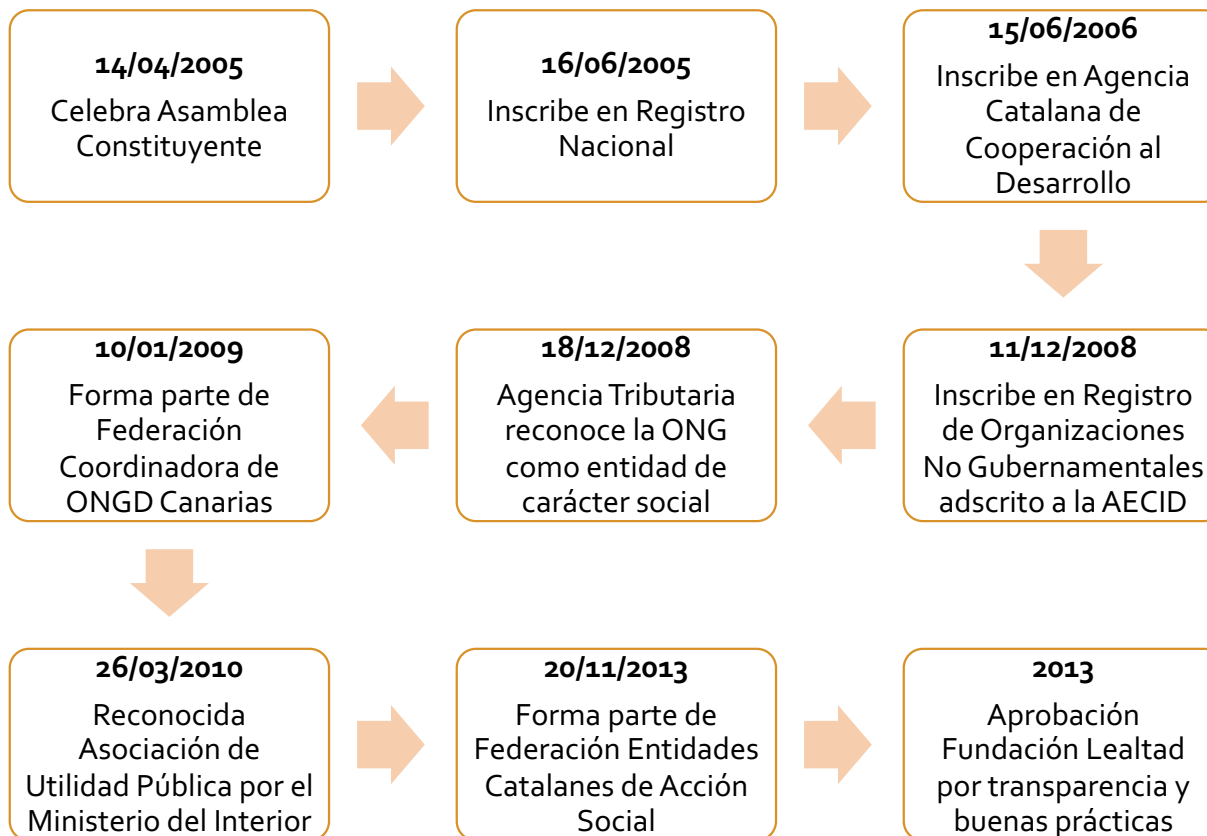 14/04/2005
Celebra Asamblea
Constituyente
16/06/2005
Inscribe en Registro
Nacional
15/06/2006
Inscribe en Agencia
Catalana de
Cooperación al
Desarrollo
11/12/2008
Inscribe en Registro
de Organizaciones
No Gubernamentales
adscrito a la AECID
18/12/2008
Agencia Tributaria
reconoce la ONG
como entidad de
carácter social
10/01/2009
Forma parte de
Federación
Coordinadora de
ONGD Canarias
26/03/2010
Reconocida
Asociación de
Utilidad Pública por el
Ministerio del Interior
20/11/2013
Forma parte de
Federación Entidades
Catalanes de Acción
Social
2013
Aprobación
Fundación Lealtad
por transparencia y
buenas prácticas